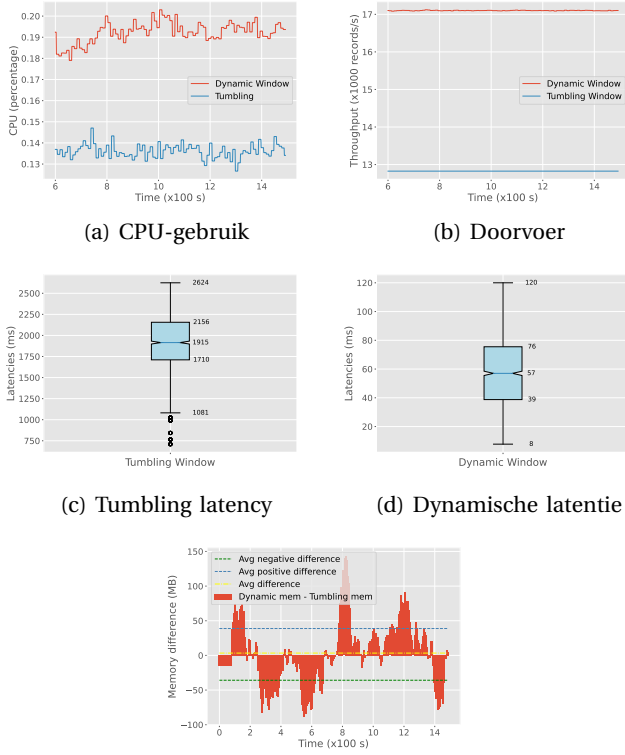 0.20
0.19
0.18
0.17
0.16
0.15
0.14
0.13
CPU (percentage)
Dynamic Window
Tumbling
6 8 10 12 14
Time (x100 s)
(a) CPU-gebruik
17
16
15
14
13
Throughput (x1000 records/s)
Dynamic Window
Tumbling Window
6 8 10 12 14
Time (x100 s)
(b) Doorvoer
2500
2250
2000
1750
1500
1250
1000
750
Latencies (ms)
2624
2156
1915
1710
1081
Tumbling Window
(c) Tumbling latency
120
100
80
60
40
20
Latencies (ms)
120
76
57
39
8
Dynamic Window
(d) Dynamische latentie
150
100
50
0
−50
−100
Memory difference (MB)
Avg negative difference
Avg positive difference
Avg difference
Dynamic mem - Tumbling mem
0 2 4 6 8 10 12 14
Time (x100 s)